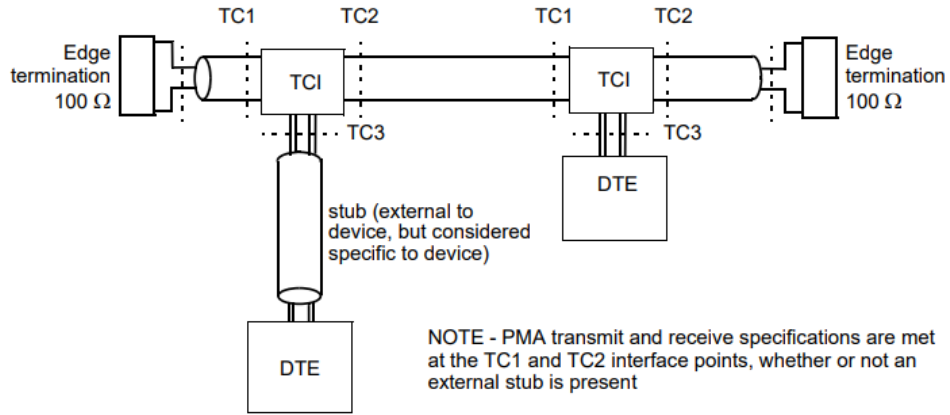 TC1
TC2
TC1
TC2
Edge
termination
100 Ω
TCI
TCI
Edge
termination
100 Ω
TC3
TC3
DTE
stub (external to
device, but considered
specific to device)
DTE
NOTE - PMA transmit and receive specifications are met
at the TC1 and TC2 interface points, whether or not an
external stub is present